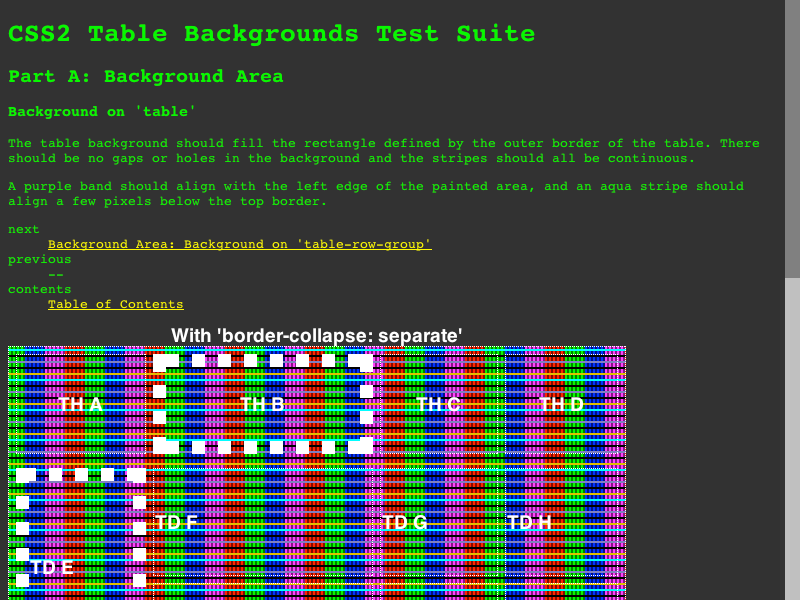 CSS2 Table Backgrounds Test Suite
Part A: Background Area
Background on 'table'
The table background should fill the rectangle defined by the outer border of the table. There
should be no gaps or holes in the background and the stripes should all be continuous.
A purple band should align with the left edge of the painted area, and an aqua stripe should
align a few pixels below the top border.
next
Background Area: Background on 'table-row-group'
previous
--
contents
Table of Contents
With 'border-collapse: separate'
TH A TH B TH C TH D
TD F TD G TD H
TD E